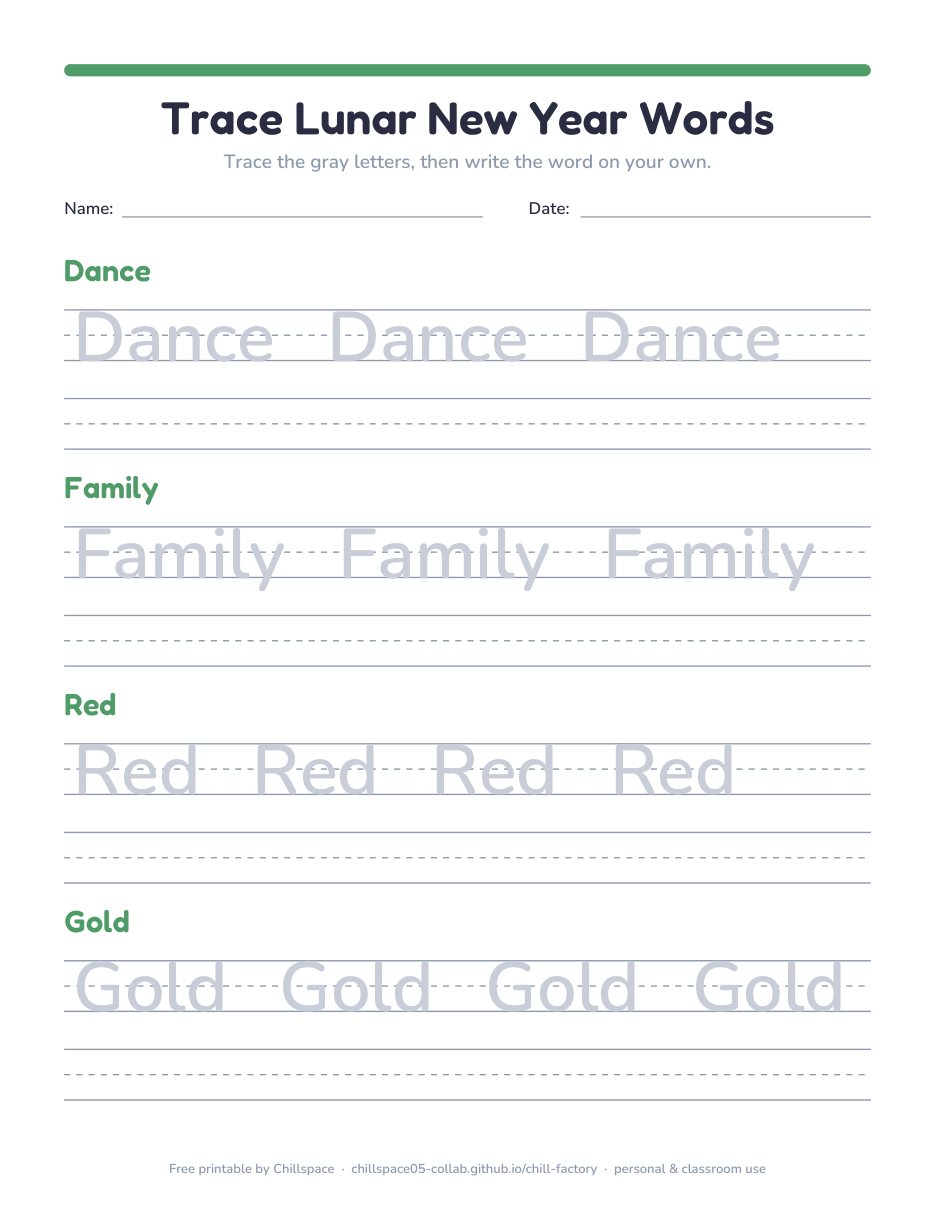 Trace Lunar New Year Words
Trace the gray letters, then write the word on your own.
Name: Date:
Dance
Dance Dance Dance
Family
Family Family Family
Red
Red Red Red Red
Gold
Gold Gold Gold Gold
Free printable by Chillspace · chillspace05-collab.github.io/chill-factory · personal & classroom use